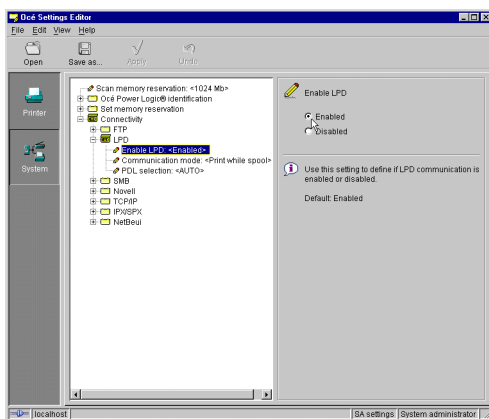 Océ Settings Editor
File Edit View Help
Open Save as... Apply Undo
Printer
System
Scan memory reservation: <1024 Mb>
Océ Power Logic® identification
Set memory reservation
Connectivity
FTP
LPD
Enable LPD: <Enabled>
Communication mode: <Print while spool>
PDL selection: <AUTO>
SMB
Novell
TCP/IP
IPX/SPX
NetBeui
Enable LPD
Enabled
Disabled
Use this setting to define if LPD communication is
enabled or disabled.
Default: Enabled
localhost SA settings System administrator